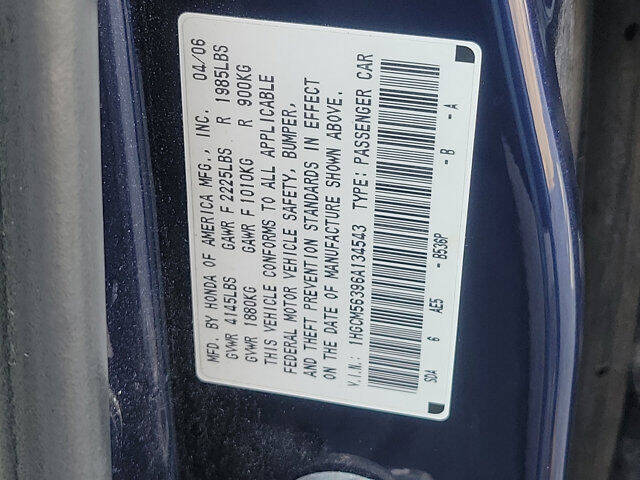 MFD. BY HONDA OF AMERICA MFG., INC. 04/06
GVWR 4145LBS GAWR F 2225LBS R 1985LBS
GVWR 1880KG GAWR F 1010KG R 900KG
THIS VEHICLE CONFORMS TO ALL APPLICABLE
FEDERAL MOTOR VEHICLE SAFETY, BUMPER,
AND THEFT PREVENTION STANDARDS IN EFFECT
ON THE DATE OF MANUFACTURE SHOWN ABOVE.
V.I.N.: 1HGCM56396A134543 TYPE: PASSENGER CAR
SDA 6 AE5 - B536P - B - A